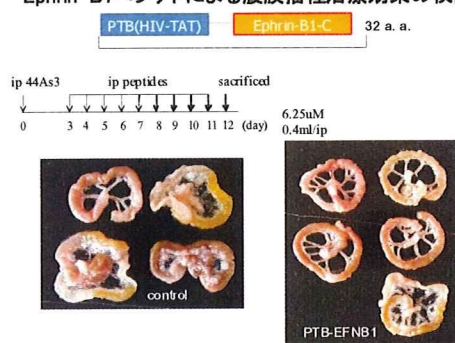 PTB(HIV-TAT) Ephrin-B1-C 32 a.a.
ip 44As3 ip peptides sacrificed
0 3 4 5 6 7 8 9 10 11 12 (day)
6.25uM
0.4ml/ip
control
PTB-EFNB1